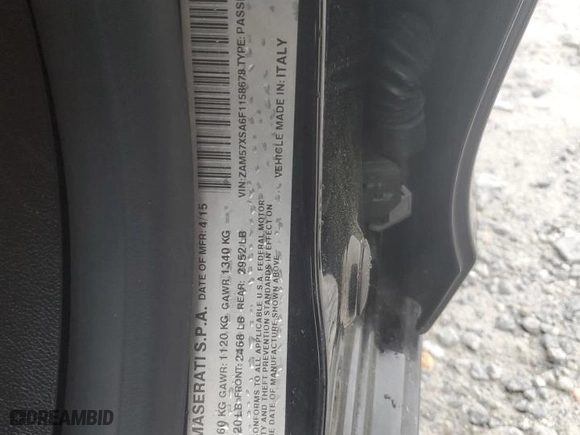 MASERATI S.P.A. DATE OF MFR: 4/15
69 KG GAWR: 1120 KG GAWR 1340 KG
20 LB FRONT: 2468 LB REAR: 2952 LB
TO ALL APPLICABLE U.S.A. FEDERAL MOTOR
AND THEFT PREVENTION STANDARDS IN EFFECT ON
DATE OF MANUFACTURE SHOWN ABOVE
VIN: ZAM57XSA6F1158678 TYPE: PASS
VEHICLE MADE IN: ITALY
DREAMBID